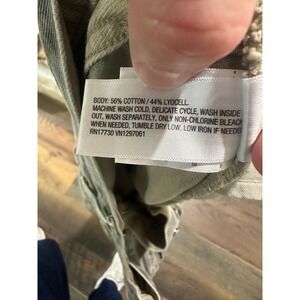 BODY: 56% COTTON / 44% LYOCELL.
MACHINE WASH COLD, DELICATE CYCLE, WASH INSIDE
OUT, WASH SEPARATELY, ONLY NON-CHLORINE BLEACH
WHEN NEEDED, TUMBLE DRY LOW, LOW IRON IF NEEDED
RN17730 VN1297061